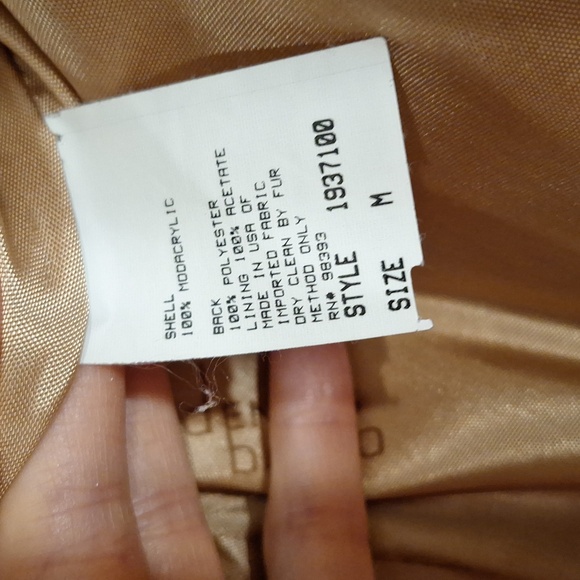 SHELL
100% MODACRYLIC
BACK
100% POLYESTER
LINING 100% ACETATE
MADE IN USA OF
IMPORTED FABRIC
DRY CLEAN BY FUR
METHOD ONLY
RN# 98393
STYLE 1937100
SIZE M